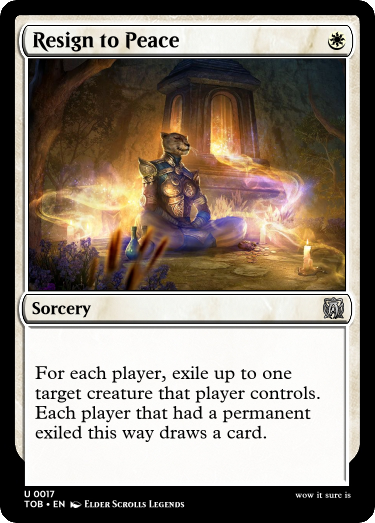 Resign to Peace
Sorcery
For each player, exile up to one
target creature that player controls.
Each player that had a permanent
exiled this way draws a card.
U 0017
TOB • EN Elder Scrolls Legends
wow it sure is